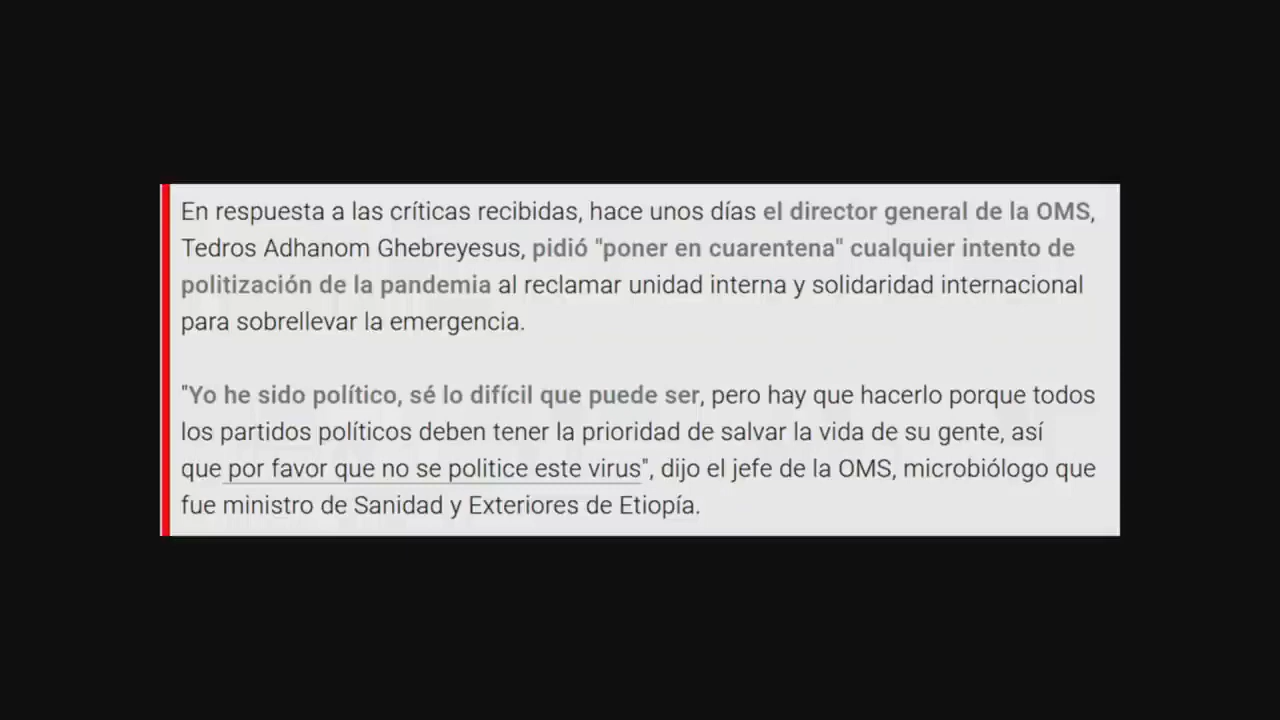 En respuesta a las críticas recibidas, hace unos días el director general de la OMS,
Tedros Adhanom Ghebreyesus, pidió "poner en cuarentena" cualquier intento de
politización de la pandemia al reclamar unidad interna y solidaridad internacional
para sobrellevar la emergencia.
"Yo he sido político, sé lo difícil que puede ser, pero hay que hacerlo porque todos
los partidos políticos deben tener la prioridad de salvar la vida de su gente, así
que por favor que no se politice este virus", dijo el jefe de la OMS, microbiólogo que
fue ministro de Sanidad y Exteriores de Etiopía.